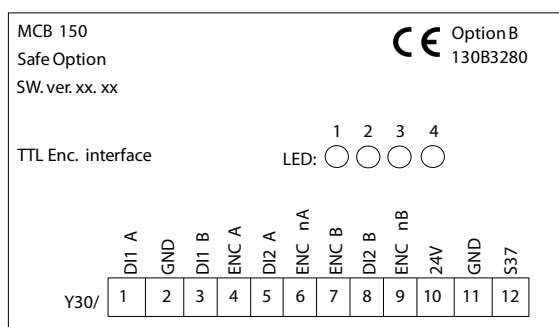 MCB 150
Safe Option
SW. ver. xx. xx
CE Option B
130B3280
1 2 3 4
TTL Enc. interface LED:
DI1 A GND DI1 B ENC A DI2 A ENC nA ENC B DI2 B ENC nB 24V GND S37
Y30/ 1 2 3 4 5 6 7 8 9 10 11 12